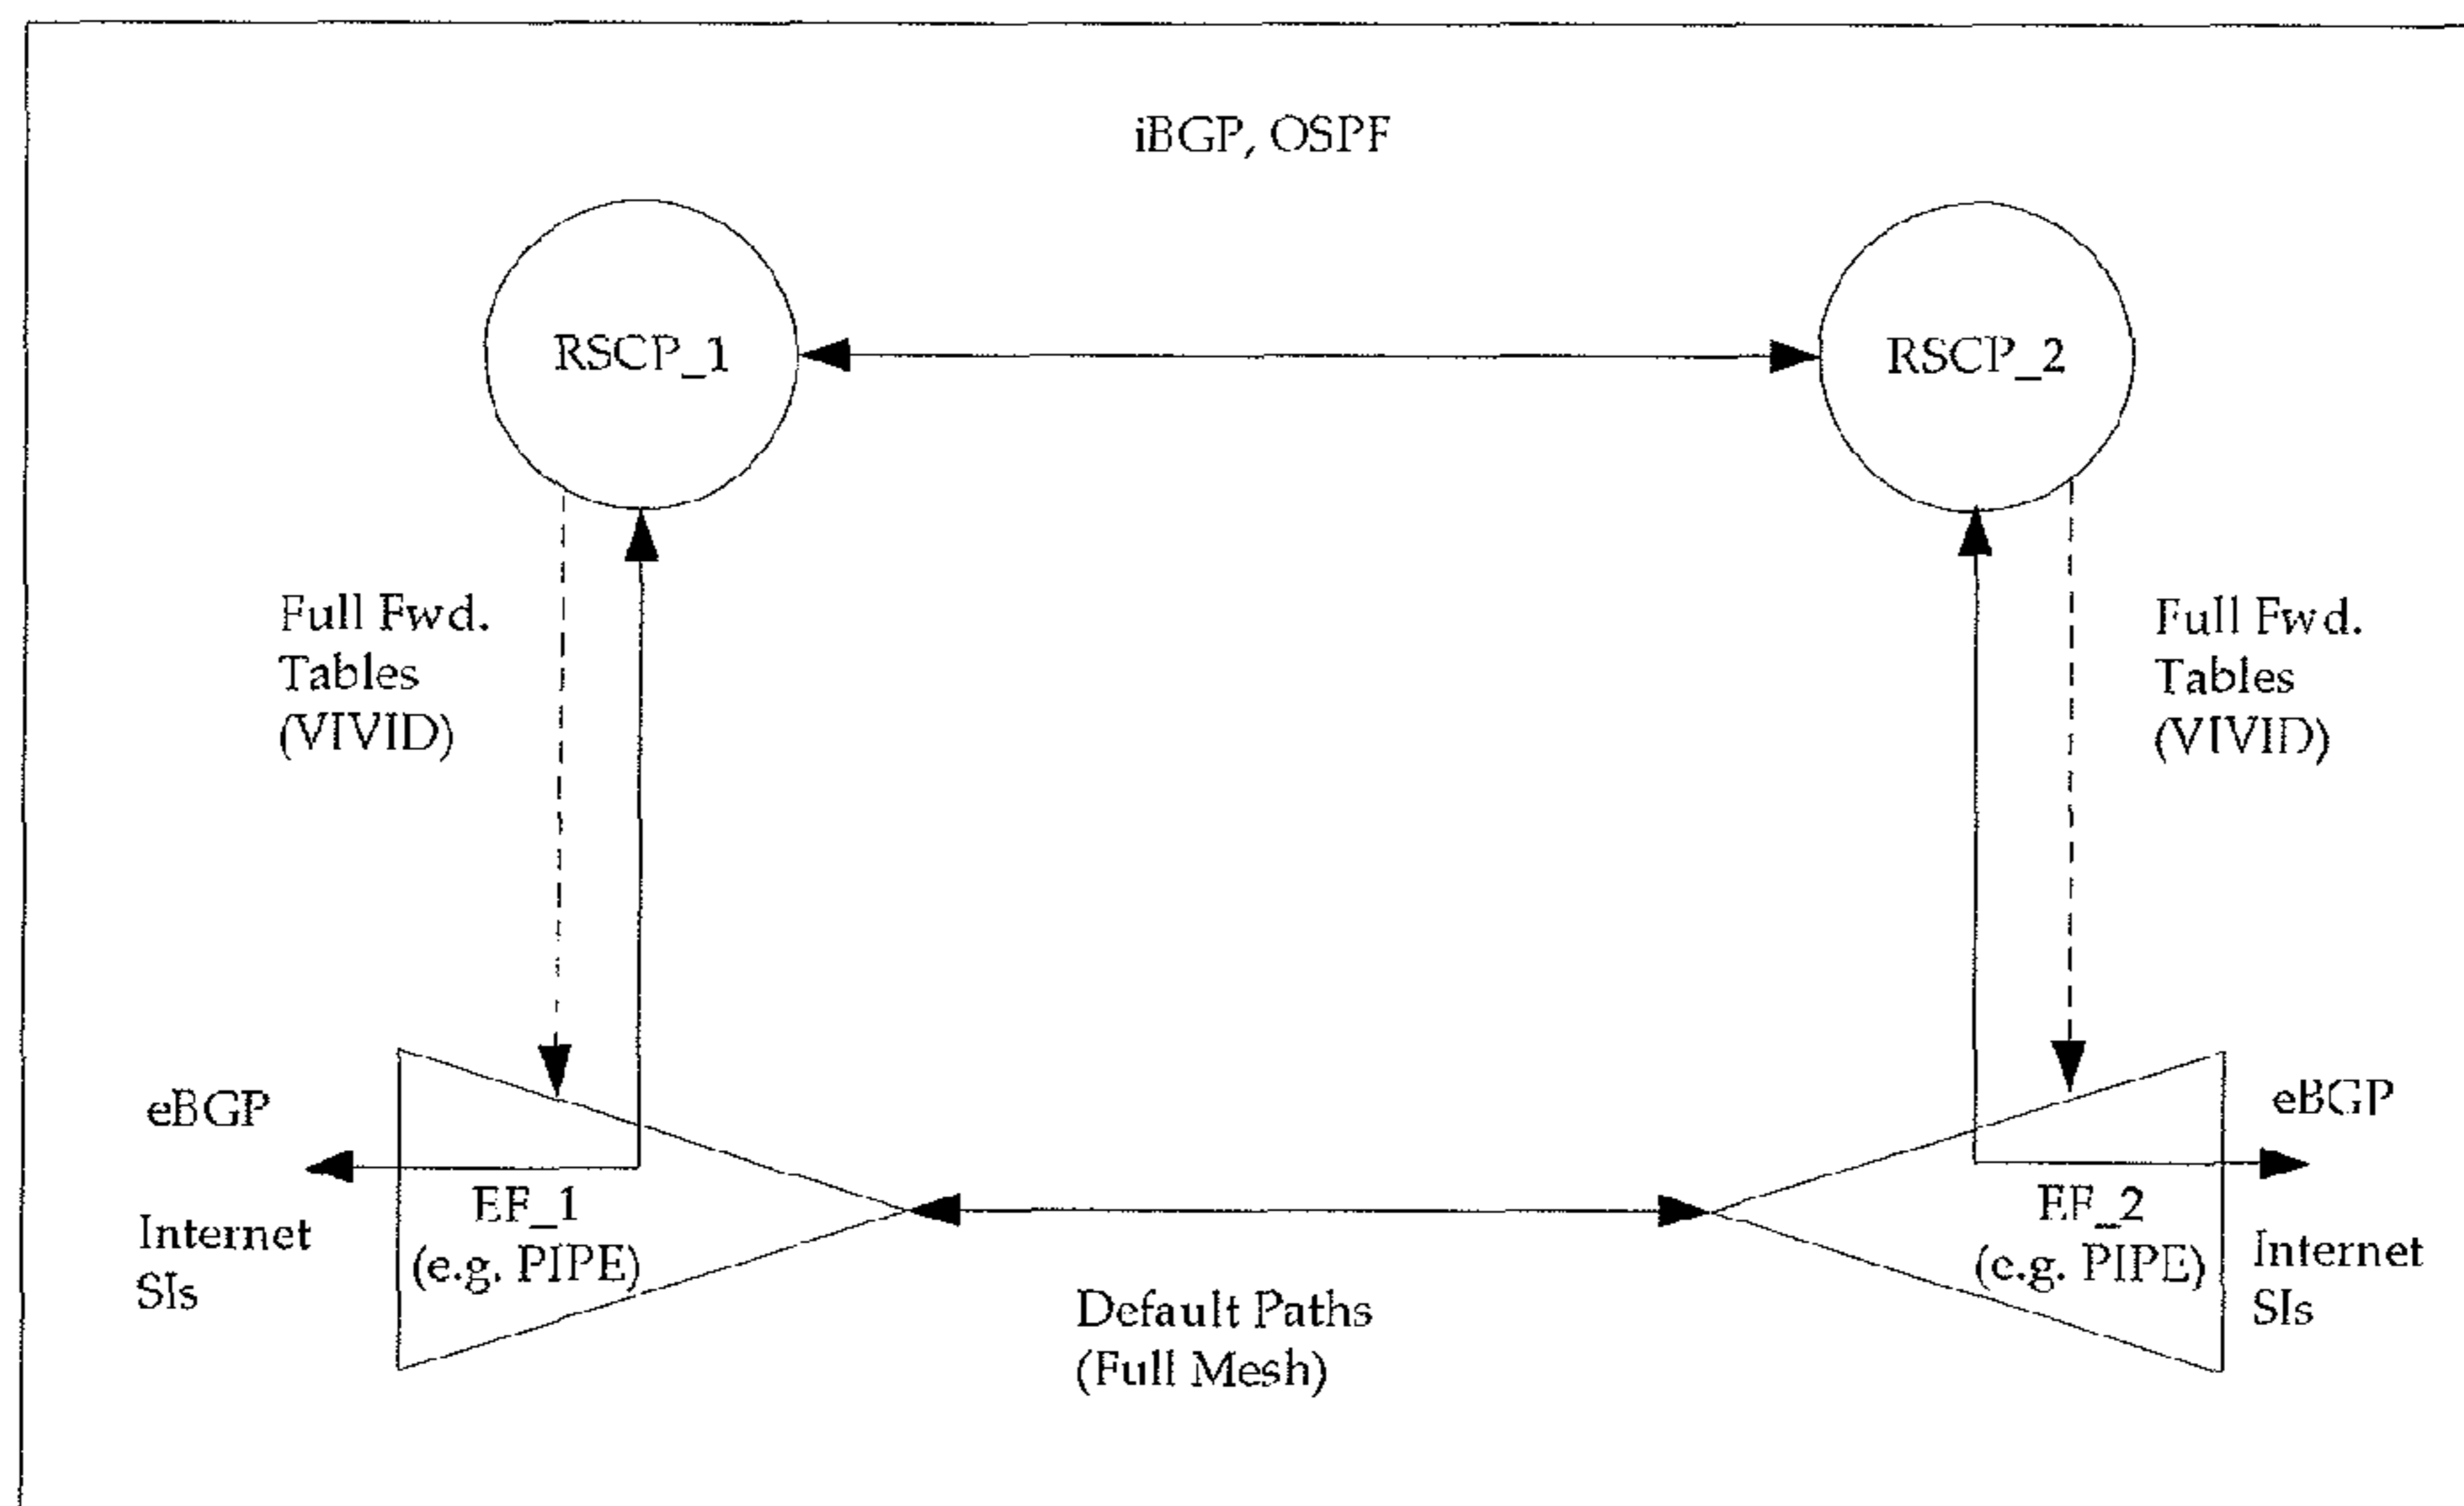 iBGP, OSPF
RSCP_1
RSCP_2
Full Fwd.
Tables
(VIVID)
Full Fwd.
Tables
(VIVID)
eBGP
Internet
SIs
EF_1
(e.g. PIPE)
Default Paths
(Full Mesh)
EF_2
(e.g. PIPE)
eBGP
Internet
SIs